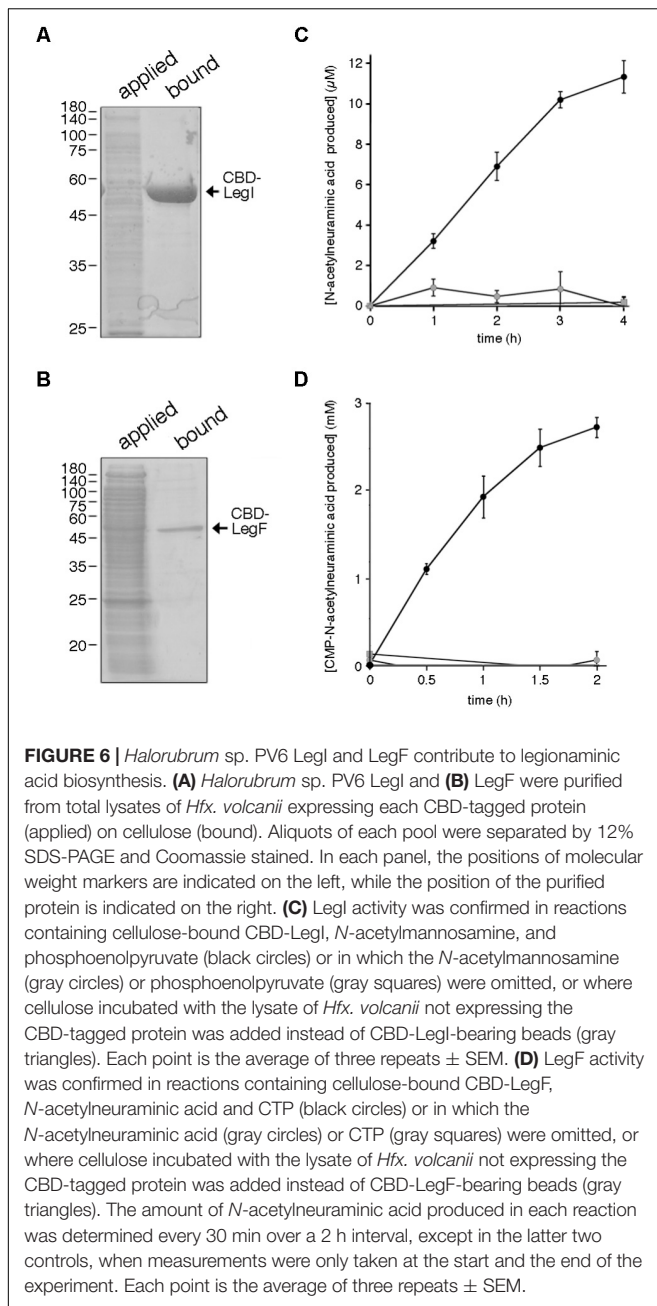 A
applied
bound
180
140
100
75
60
45
35
25
CBD-
LegI
C
[N-acetylneuraminic acid produced] (µM)
12
10
8
6
4
2
0
0 1 2 3 4
time (h)
B
applied
bound
180
140
100
75
60
45
35
25
20
CBD-
LegF
D
[CMP-N-acetylneuraminic acid produced] (mM)
3
2
1
0
0 0.5 1 1.5 2
time (h)
FIGURE 6 | Halorubrum sp. PV6 LegI and LegF contribute to legionaminic
acid biosynthesis. (A) Halorubrum sp. PV6 LegI and (B) LegF were purified
from total lysates of Hfx. volcanii expressing each CBD-tagged protein
(applied) on cellulose (bound). Aliquots of each pool were separated by 12%
SDS-PAGE and Coomassie stained. In each panel, the positions of molecular
weight markers are indicated on the left, while the position of the purified
protein is indicated on the right. (C) LegI activity was confirmed in reactions
containing cellulose-bound CBD-LegI, N-acetylmannosamine, and
phosphoenolpyruvate (black circles) or in which the N-acetylmannosamine
(gray circles) or phosphoenolpyruvate (gray squares) were omitted, or where
cellulose incubated with the lysate of Hfx. volcanii not expressing the
CBD-tagged protein was added instead of CBD-LegI-bearing beads (gray
triangles). Each point is the average of three repeats ± SEM. (D) LegF activity
was confirmed in reactions containing cellulose-bound CBD-LegF,
N-acetylneuraminic acid and CTP (black circles) or in which the
N-acetylneuraminic acid (gray circles) or CTP (gray squares) were omitted, or
where cellulose incubated with the lysate of Hfx. volcanii not expressing the
CBD-tagged protein was added instead of CBD-LegF-bearing beads (gray
triangles). The amount of N-acetylneuraminic acid produced in each reaction
was determined every 30 min over a 2 h interval, except in the latter two
controls, when measurements were only taken at the start and the end of the
experiment. Each point is the average of three repeats ± SEM.